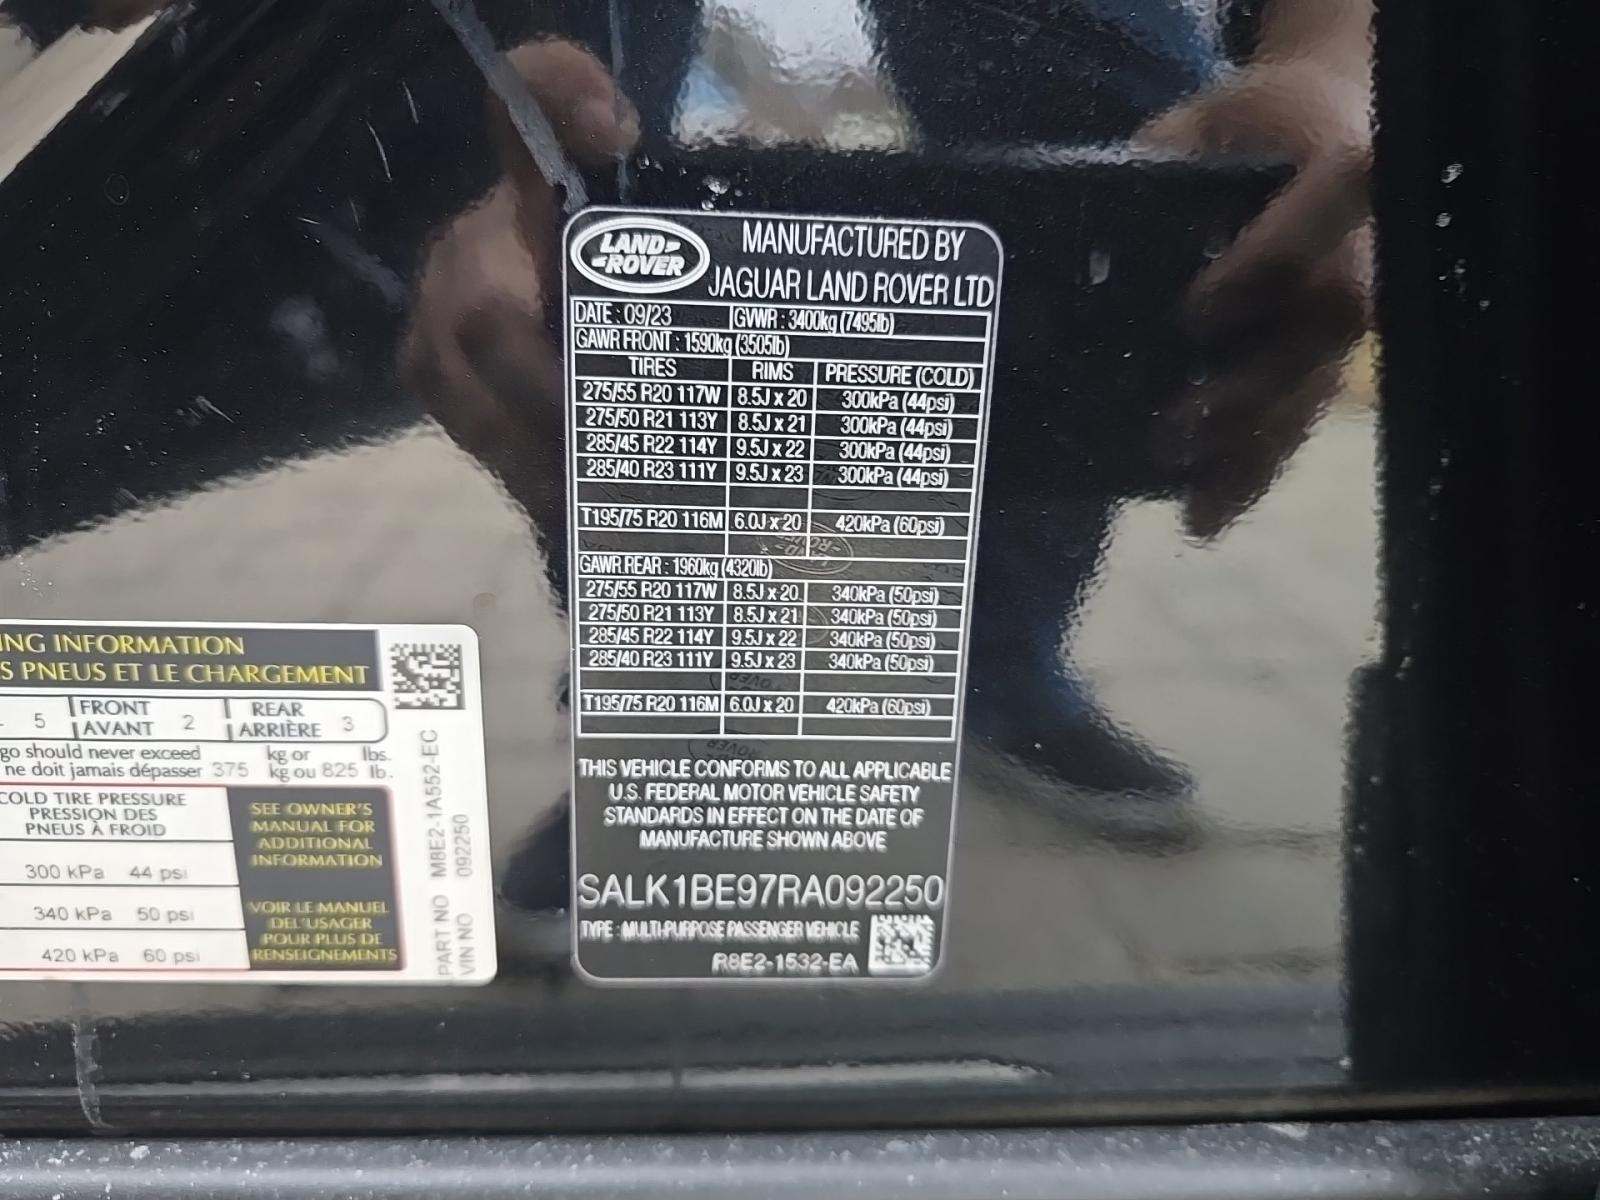 LAND ROVER
MANUFACTURED BY
JAGUAR LAND ROVER LTD
DATE : 09/23 GVWR : 3400kg (7495lb)
GAWR FRONT : 1590kg (3505lb)
TIRES RIMS PRESSURE (COLD)
275/55 R20 117W 8.5J x 20 300kPa (44psi)
275/50 R21 113Y 8.5J x 21 300kPa (44psi)
285/45 R22 114Y 9.5J x 22 300kPa (44psi)
285/40 R23 111Y 9.5J x 23 300kPa (44psi)
T195/75 R20 116M 6.0J x 20 420kPa (60psi)
GAWR REAR : 1960kg (4320lb)
275/55 R20 117W 8.5J x 20 340kPa (50psi)
275/50 R21 113Y 8.5J x 21 340kPa (50psi)
285/45 R22 114Y 9.5J x 22 340kPa (50psi)
285/40 R23 111Y 9.5J x 23 340kPa (50psi)
T195/75 R20 116M 6.0J x 20 420kPa (60psi)
THIS VEHICLE CONFORMS TO ALL APPLICABLE
U.S. FEDERAL MOTOR VEHICLE SAFETY
STANDARDS IN EFFECT ON THE DATE OF
MANUFACTURE SHOWN ABOVE
SALK1BE97RA092250
TYPE : MULTI-PURPOSE PASSENGER VEHICLE
R8E2-1532-EA
ING INFORMATION
S PNEUS ET LE CHARGEMENT
5 FRONT AVANT 2 REAR ARRIÈRE 3
go should never exceed kg or lbs.
ne doit jamais dépasser 375 kg ou 825 lb.
COLD TIRE PRESSURE
PRESSION DES
PNEUS À FROID
300 kPa 44 psi
340 kPa 50 psi
420 kPa 60 psi
SEE OWNER'S
MANUAL FOR
ADDITIONAL
INFORMATION
VOIR LE MANUEL
DEL'USAGER
POUR PLUS DE
RENSEIGNEMENTS
PART NO M8E2-1A552-EC
VIN NO 092250